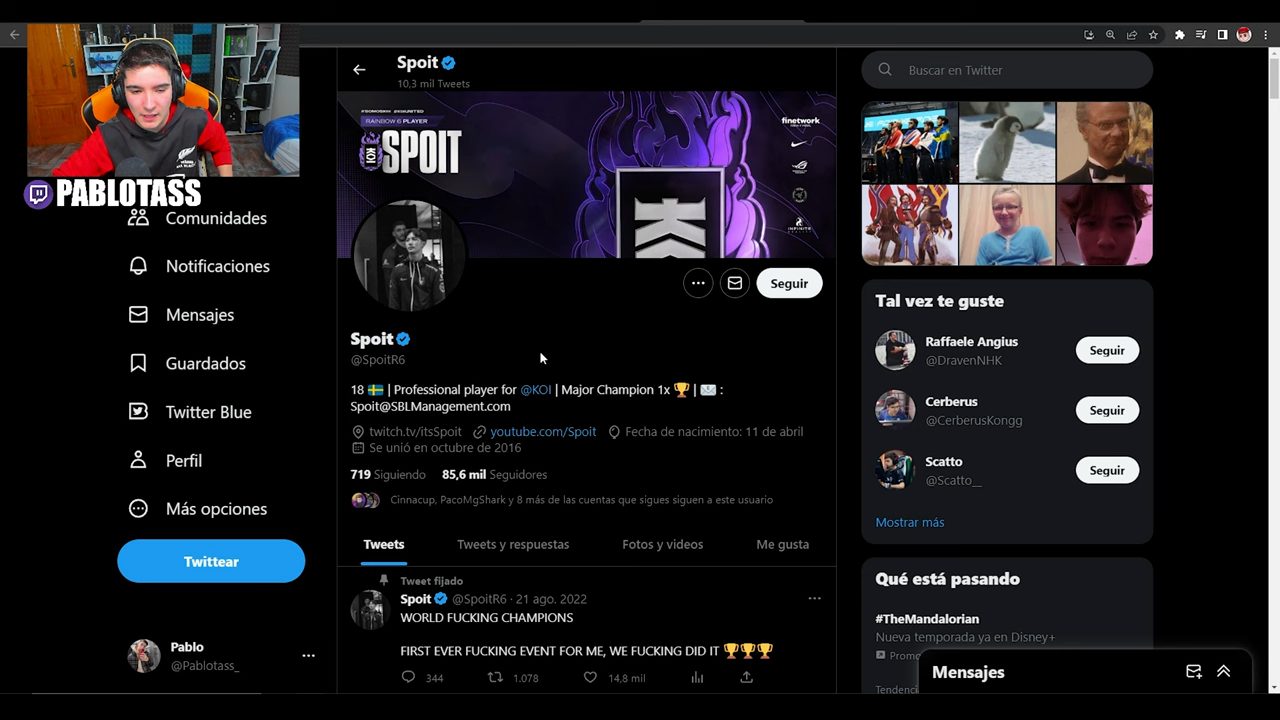 PABLOTASS
Comunidades
Notificaciones
Mensajes
Guardados
Twitter Blue
Perfil
Más opciones
Twittear
Pablo
@Pablotass_
Spoit
10,3 mil Tweets
#SOMOSKOI #KOIUNITED
RAINBOW 6 PLAYER
KOI SPOIT
finetwork
INFINITE
Seguir
Spoit
@SpoitR6
18 🇸🇪 | Professional player for @KOI | Major Champion 1x 🏆 | 📨 :
Spoit@SBLManagement.com
twitch.tv/itsSpoit youtube.com/Spoit Fecha de nacimiento: 11 de abril
Se unió en octubre de 2016
719 Siguiendo 85,6 mil Seguidores
Cinnacup, PacoMgShark y 8 más de las cuentas que sigues siguen a este usuario
Tweets Tweets y respuestas Fotos y videos Me gusta
Tweet fijado
Spoit @SpoitR6 · 21 ago. 2022
WORLD FUCKING CHAMPIONS
FIRST EVER FUCKING EVENT FOR ME, WE FUCKING DID IT 🏆🏆🏆
344 1.078 14,8 mil
Buscar en Twitter
Tal vez te guste
Raffaele Angius
@DravenNHK
Seguir
Cerberus
@CerberusKongg
Seguir
Scatto
@Scatto__
Seguir
Mostrar más
Qué está pasando
#TheMandalorian
Nueva temporada ya en Disney+
Promo
Tendenci
Mensajes